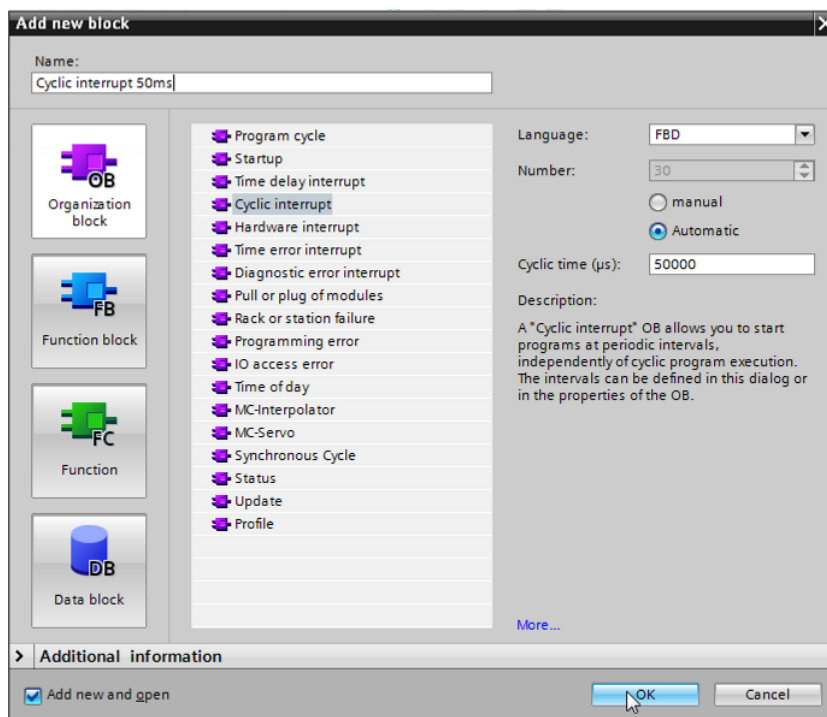 Add new block
Name:
Cyclic interrupt 50ms
OB
Organization
block
FB
Function block
FC
Function
DB
Data block
Program cycle
Startup
Time delay interrupt
Cyclic interrupt
Hardware interrupt
Time error interrupt
Diagnostic error interrupt
Pull or plug of modules
Rack or station failure
Programming error
IO access error
Time of day
MC-Interpolator
MC-Servo
Synchronous Cycle
Status
Update
Profile
Language:
FBD
Number:
30
manual
Automatic
Cyclic time (µs):
50000
Description:
A "Cyclic interrupt" OB allows you to start
programs at periodic intervals,
independently of cyclic program execution.
The intervals can be defined in this dialog or
in the properties of the OB.
More...
Additional information
Add new and open
OK
Cancel